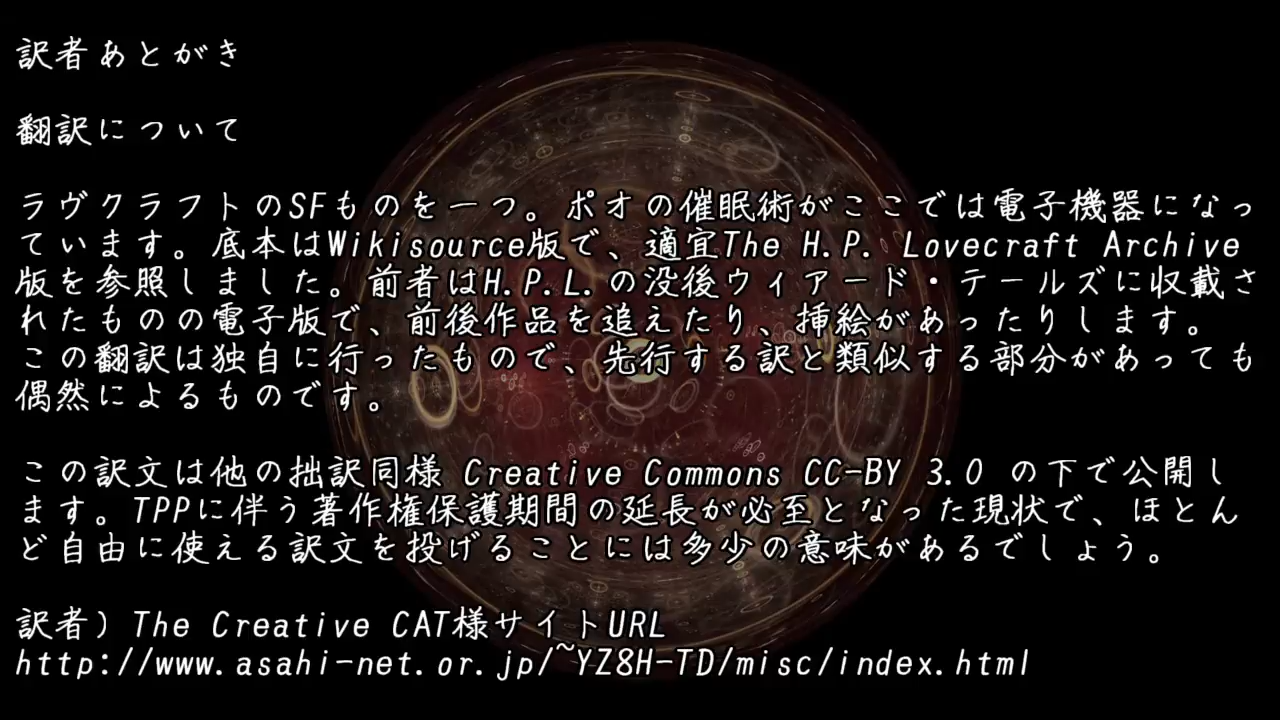 訳者あとがき
翻訳について
ラヴクラフトのSFものを一つ。ポオの催眠術がここでは電子機器になっ
ています。底本はWikisource版で、適宜The H.P. Lovecraft Archive
版を参照しました。前者はH.P.L.の没後ウィアード・テールズに収載さ
れたものの電子版で、前後作品を追えたり、挿絵があったりします。
この翻訳は独自に行ったもので、先行する訳と類似する部分があっても
偶然によるものです。
この訳文は他の拙訳同様 Creative Commons CC-BY 3.0 の下で公開し
ます。TPPに伴う著作権保護期間の延長が必至となった現状で、ほとん
ど自由に使える訳文を投げることには多少の意味があるでしょう。
訳者) The Creative CAT様サイトURL
http://www.asahi-net.or.jp/~YZ8H-TD/misc/index.html